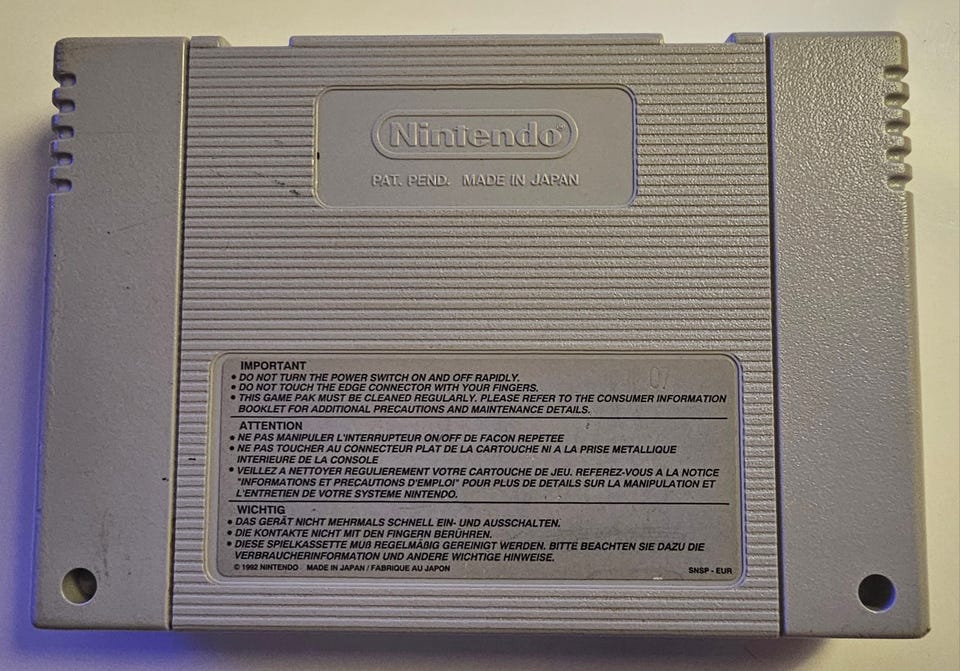 Nintendo®
PAT. PEND. MADE IN JAPAN
07
IMPORTANT
• DO NOT TURN THE POWER SWITCH ON AND OFF RAPIDLY.
• DO NOT TOUCH THE EDGE CONNECTOR WITH YOUR FINGERS.
• THIS GAME PAK MUST BE CLEANED REGULARLY. PLEASE REFER TO THE CONSUMER INFORMATION
BOOKLET FOR ADDITIONAL PRECAUTIONS AND MAINTENANCE DETAILS.
ATTENTION
• NE PAS MANIPULER L'INTERRUPTEUR ON/OFF DE FACON REPETEE
• NE PAS TOUCHER AU CONNECTEUR PLAT DE LA CARTOUCHE NI A LA PRISE METALLIQUE
INTERIEURE DE LA CONSOLE
• VEILLEZ A NETTOYER REGULIEREMENT VOTRE CARTOUCHE DE JEU. REFEREZ-VOUS A LA NOTICE
"INFORMATIONS ET PRECAUTIONS D'EMPLOI" POUR PLUS DE DETAILS SUR LA MANIPULATION ET
L'ENTRETIEN DE VOTRE SYSTEME NINTENDO.
WICHTIG
• DAS GERÄT NICHT MEHRMALS SCHNELL EIN- UND AUSSCHALTEN.
• DIE KONTAKTE NICHT MIT DEN FINGERN BERÜHREN.
• DIESE SPIELKASSETTE MUß REGELMÄßIG GEREINIGT WERDEN. BITTE BEACHTEN SIE DAZU DIE
VERBRAUCHERINFORMATION UND ANDERE WICHTIGE HINWEISE.
© 1992 NINTENDO MADE IN JAPAN / FABRIQUE AU JAPON SNSP - EUR